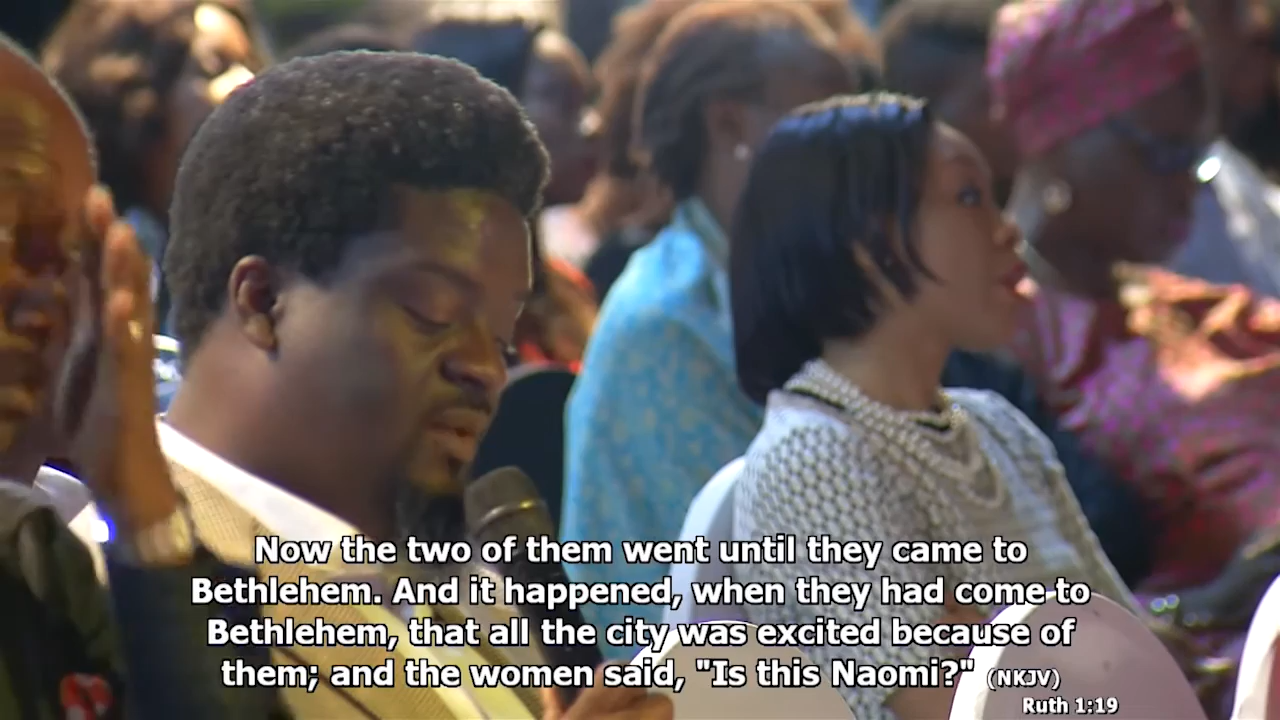 Now the two of them went until they came to
Bethlehem. And it happened, when they had come to
Bethlehem, that all the city was excited because of
them; and the women said, "Is this Naomi?" (NKJV)
Ruth 1:19